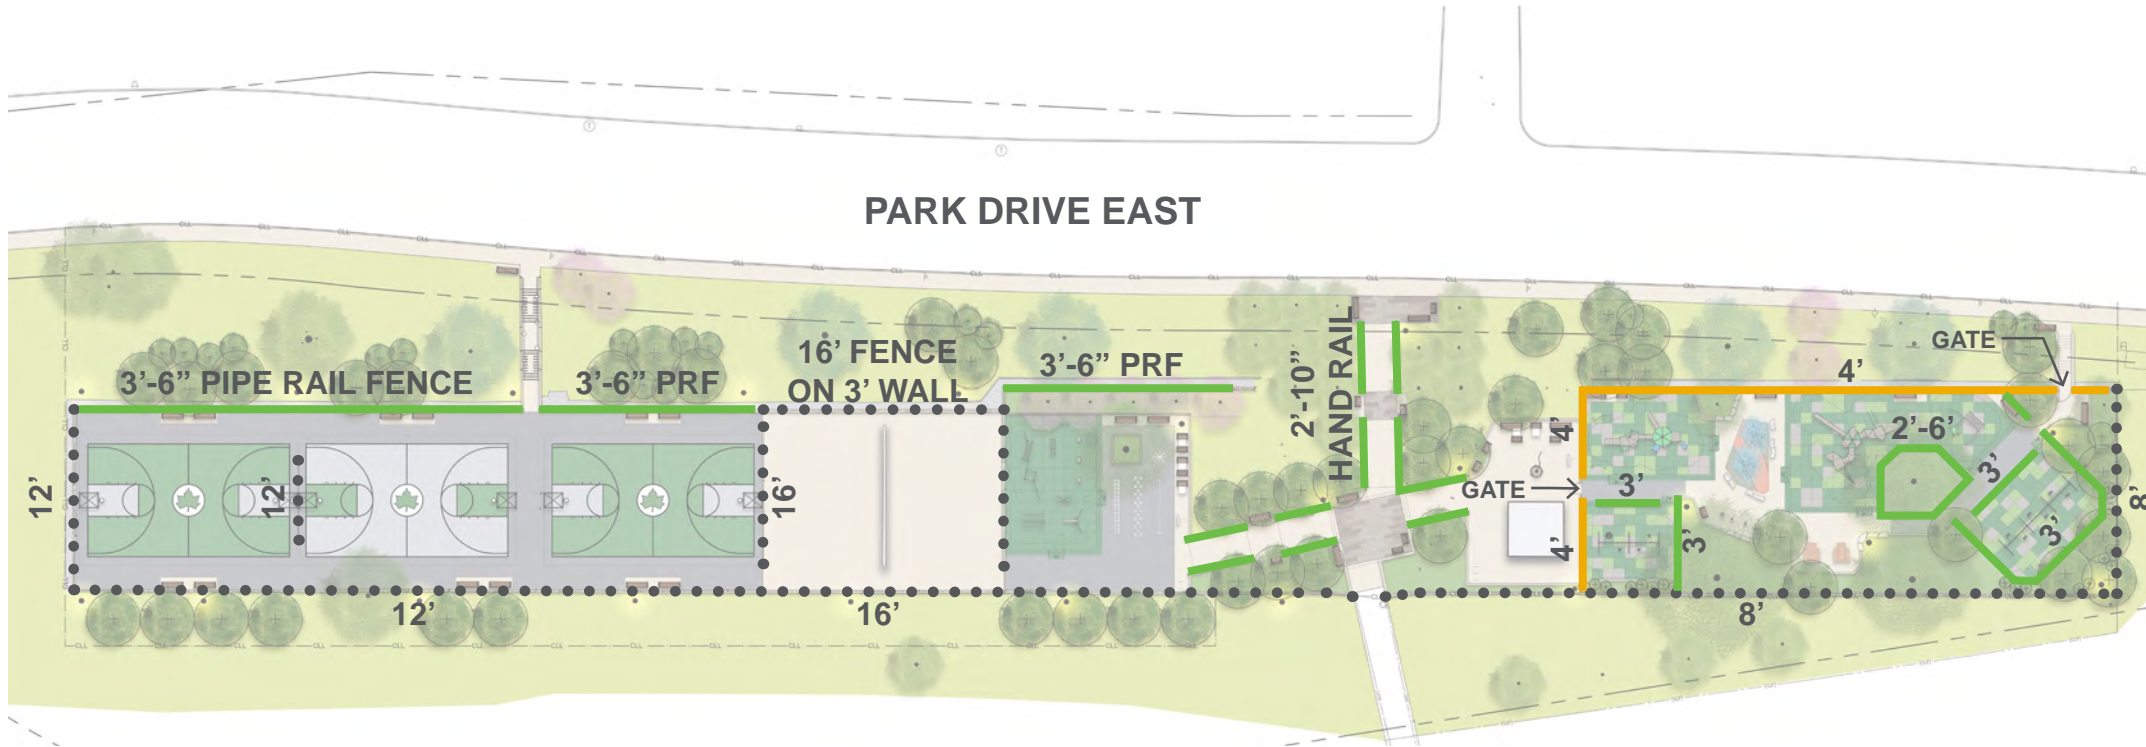 PARK DRIVE EAST
16’ FENCE
ON 3’ WALL
3’-6” PIPE RAIL FENCE
3’-6” PRF
3’-6” PRF
2’-10”
HAND RAIL
GATE
4’
12’
12’
16’
4’
GATE
3’
2’-6’
3’
8’
4’
3’
3’
12’
16’
8’